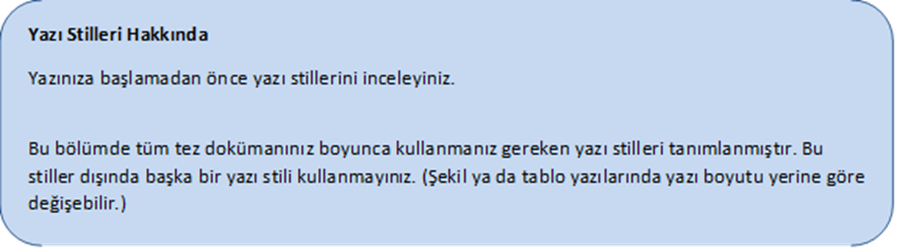 Yazı Stilleri Hakkında
Yazınıza başlamadan önce yazı stillerini inceleyiniz.
Bu bölümde tüm tez dokümanınız boyunca kullanmanız gereken yazı stilleri tanımlanmıştır. Bu
stiller dışında başka bir yazı stili kullanmayınız. (Şekil ya da tablo yazılarında yazı boyutu yerine göre
değişebilir.)